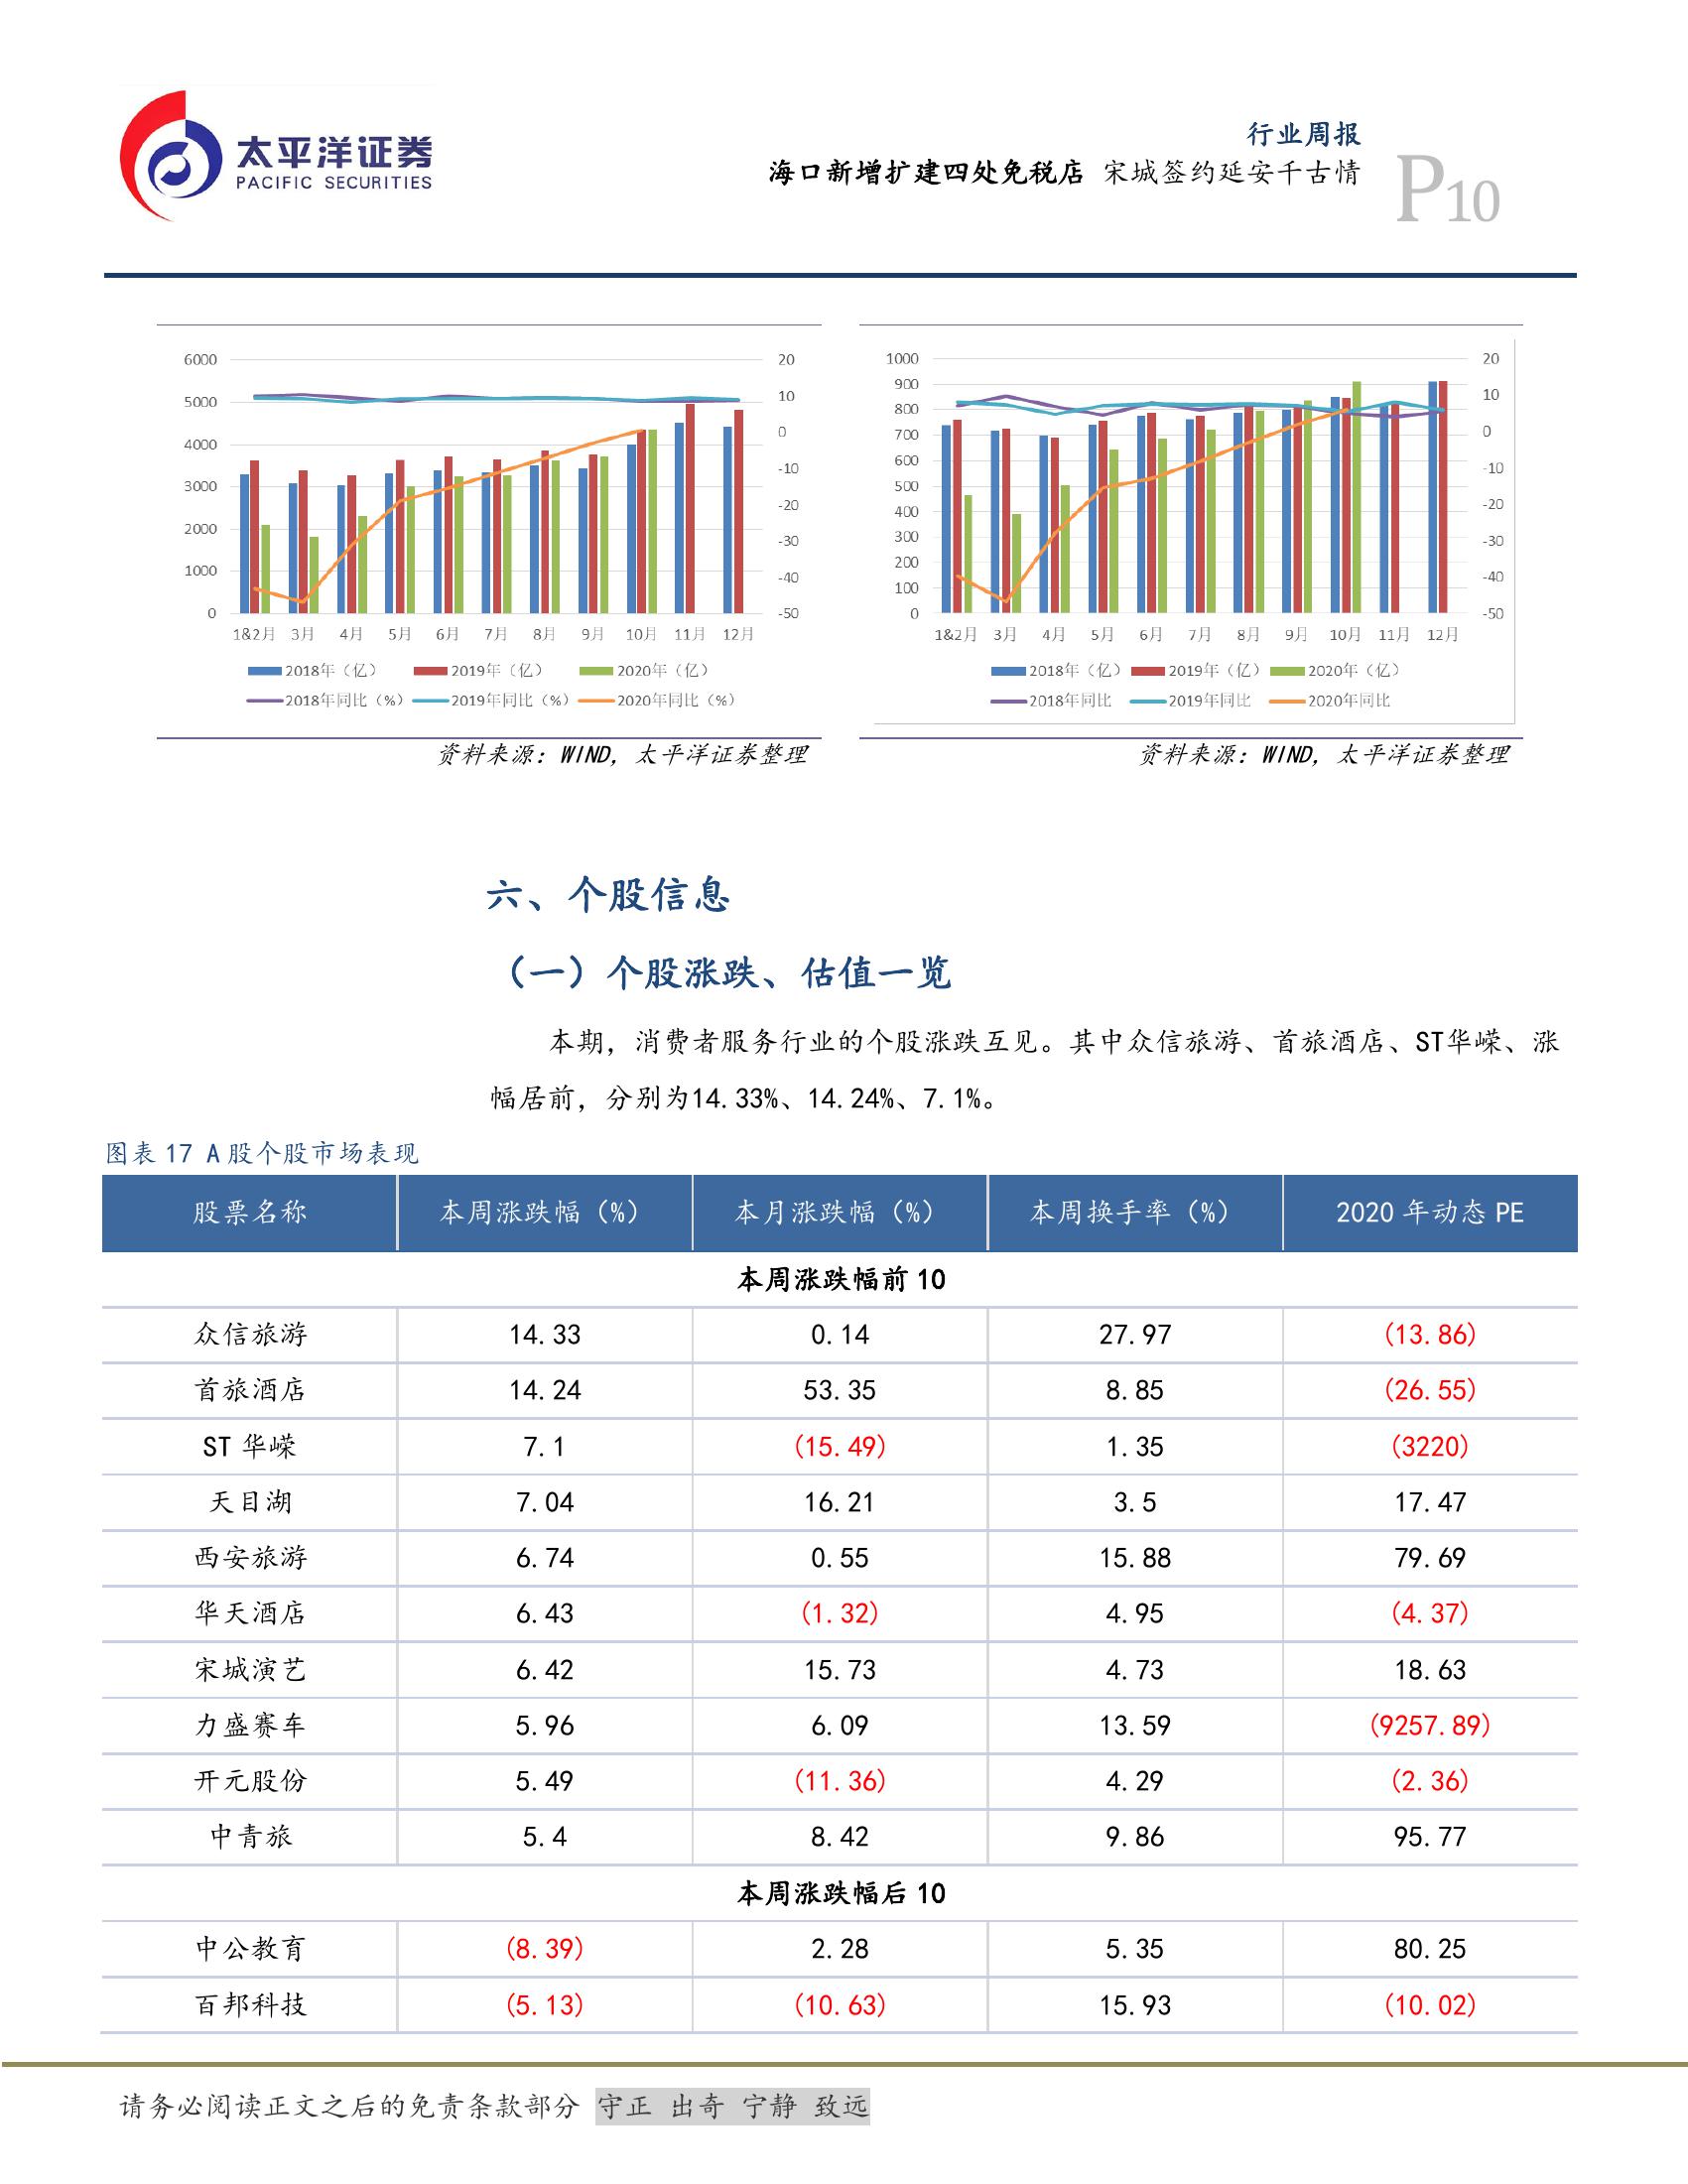 太平洋证券
PACIFIC SECURITIES
行业周报
海口新增扩建四处免税店 宋城签约延安千古情
P10
6000
5000
4000
3000
2000
1000
0
20
10
0
-10
-20
-30
-40
-50
1&2月 3月 4月 5月 6月 7月 8月 9月 10月 11月 12月
2018年（亿） 2019年（亿） 2020年（亿）
2018年同比（%） 2019年同比（%） 2020年同比（%）
资料来源：WIND，太平洋证券整理
1000
900
800
700
600
500
400
300
200
100
0
20
10
0
-10
-20
-30
-40
-50
1&2月 3月 4月 5月 6月 7月 8月 9月 10月 11月 12月
2018年（亿） 2019年（亿） 2020年（亿）
2018年同比 2019年同比 2020年同比
资料来源：WIND，太平洋证券整理
六、个股信息
（一）个股涨跌、估值一览
本期，消费者服务行业的个股涨跌互见。其中众信旅游、首旅酒店、ST华嵘、涨
幅居前，分别为14.33%、14.24%、7.1%。
图表 17 A 股个股市场表现
股票名称 本周涨跌幅（%） 本月涨跌幅（%） 本周换手率（%） 2020 年动态 PE
本周涨跌幅前 10
众信旅游 14.33 0.14 27.97 (13.86)
首旅酒店 14.24 53.35 8.85 (26.55)
ST 华嵘 7.1 (15.49) 1.35 (3220)
天目湖 7.04 16.21 3.5 17.47
西安旅游 6.74 0.55 15.88 79.69
华天酒店 6.43 (1.32) 4.95 (4.37)
宋城演艺 6.42 15.73 4.73 18.63
力盛赛车 5.96 6.09 13.59 (9257.89)
开元股份 5.49 (11.36) 4.29 (2.36)
中青旅 5.4 8.42 9.86 95.77
本周涨跌幅后 10
中公教育 (8.39) 2.28 5.35 80.25
百邦科技 (5.13) (10.63) 15.93 (10.02)
请务必阅读正文之后的免责条款部分 守正 出奇 宁静 致远